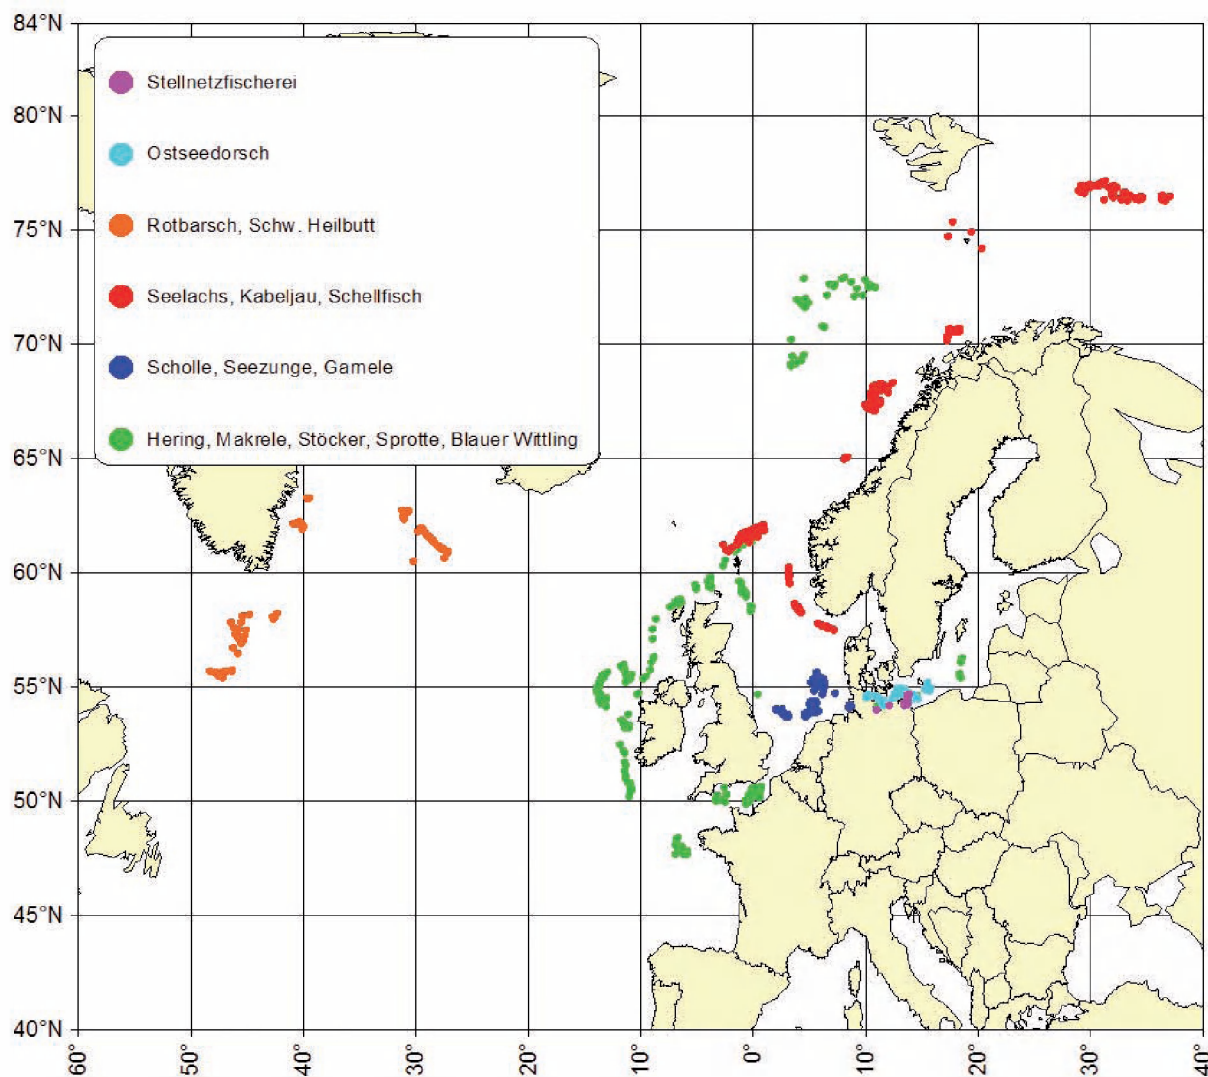 84°N
80°N
75°N
70°N
65°N
60°N
55°N
50°N
45°N
40°N
Stellnetzfischerei
Ostseedorsch
Rotbarsch, Schw. Heilbutt
Seelachs, Kabeljau, Schellfisch
Scholle, Seezunge, Garnele
Hering, Makrele, Stöcker, Sprotte, Blauer Wittling
60° 50° 40° 30° 20° 10° 0° 10° 20° 30° 40°